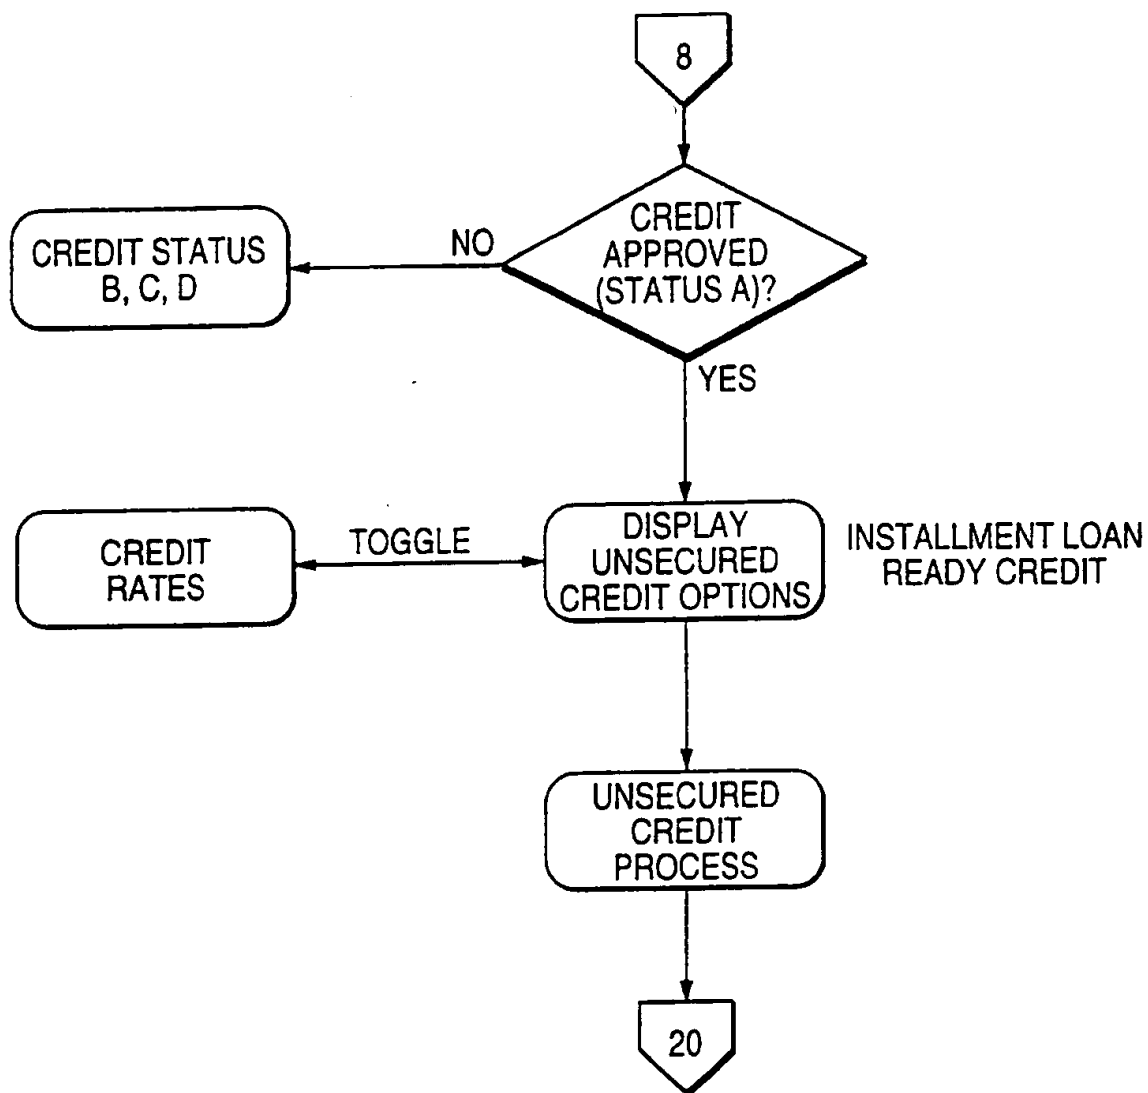 8
CREDIT
APPROVED
(STATUS A)?
NO
CREDIT STATUS
B, C, D
YES
CREDIT
RATES
TOGGLE
DISPLAY
UNSECURED
CREDIT OPTIONS
INSTALLMENT LOAN
READY CREDIT
UNSECURED
CREDIT
PROCESS
20